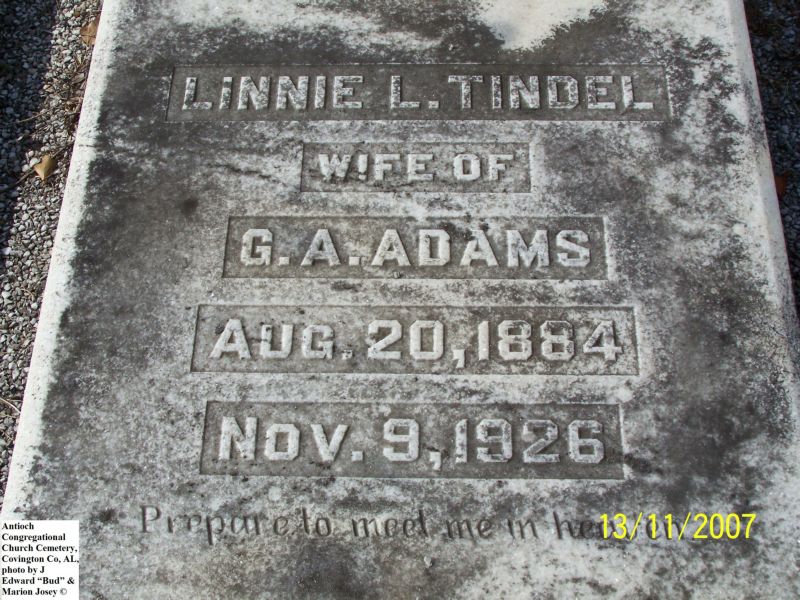 LINNIE L. TINDEL
WIFE OF
G. A. ADAMS
AUG. 20, 1884
NOV. 9, 1926
Prepare to meet me in
13/11/2007
Antioch
Congregational
Church Cemetery,
Covington Co, AL,
photo by J
Edward “Bud” &
Marion Josey ©